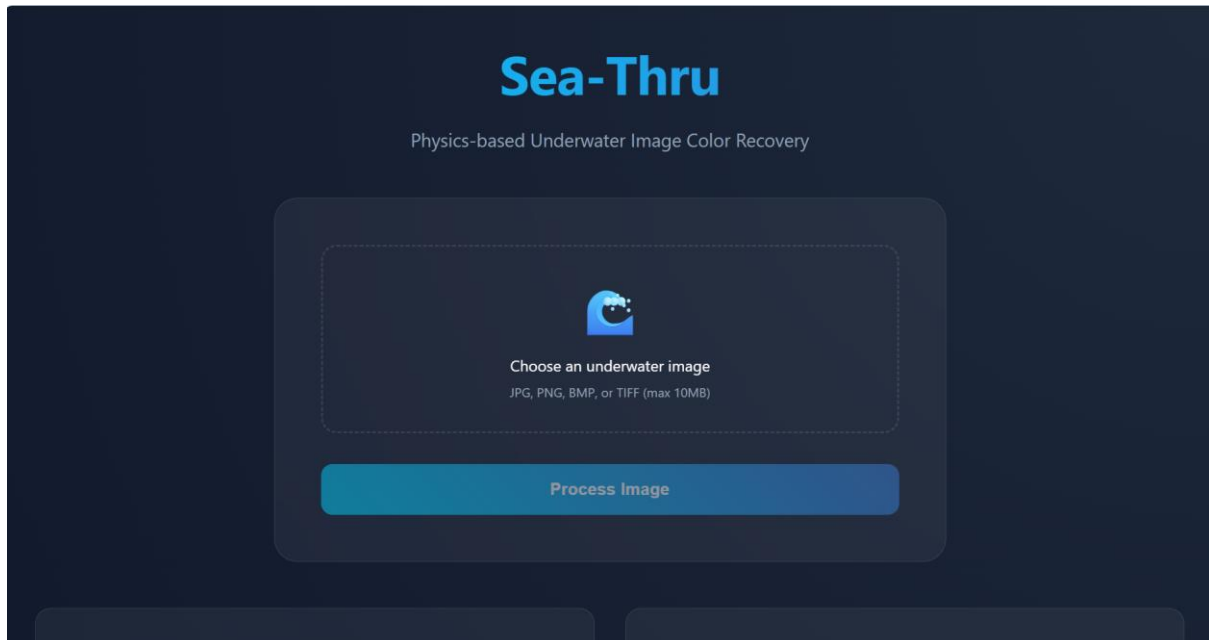 Sea-Thru
Physics-based Underwater Image Color Recovery
Choose an underwater image
JPG, PNG, BMP, or TIFF (max 10MB)
Process Image